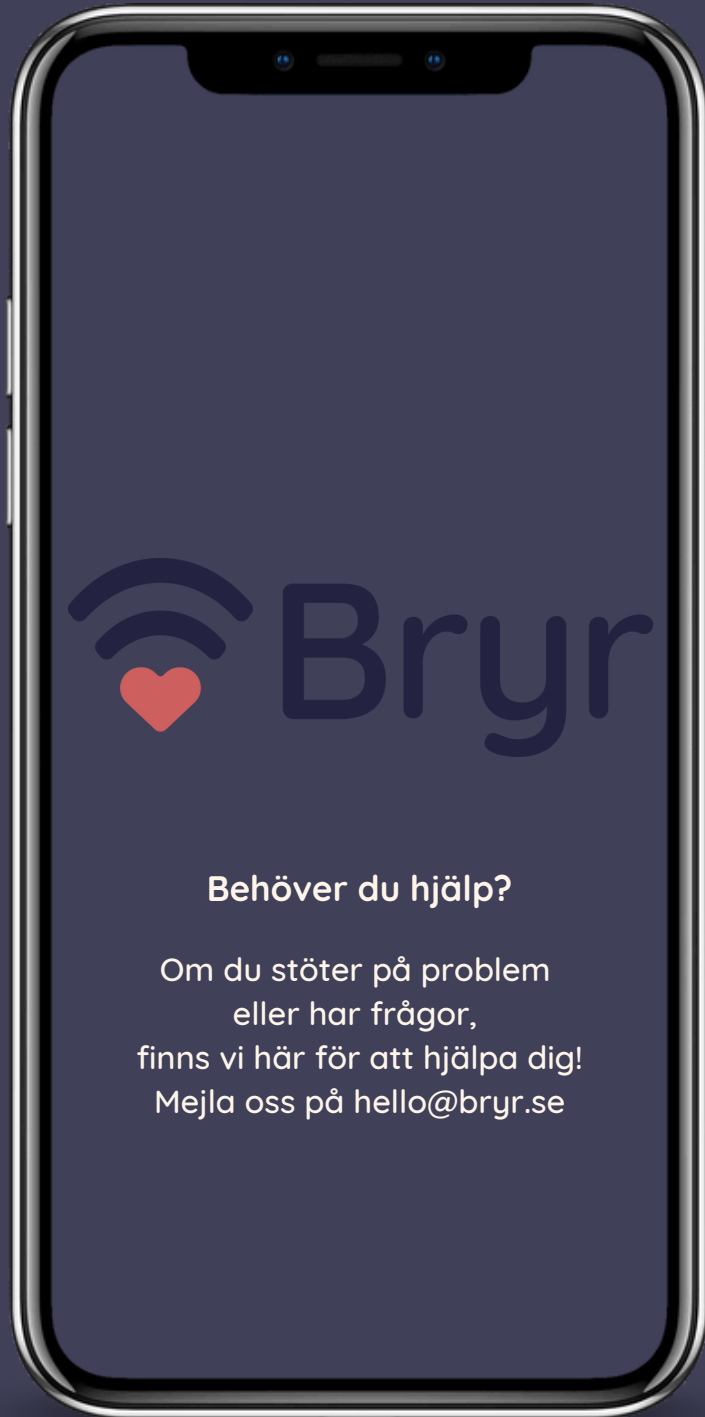 Bryr
Behöver du hjälp?
Om du stöter på problem
eller har frågor,
finns vi här för att hjälpa dig!
Mejla oss på hello@bryr.se